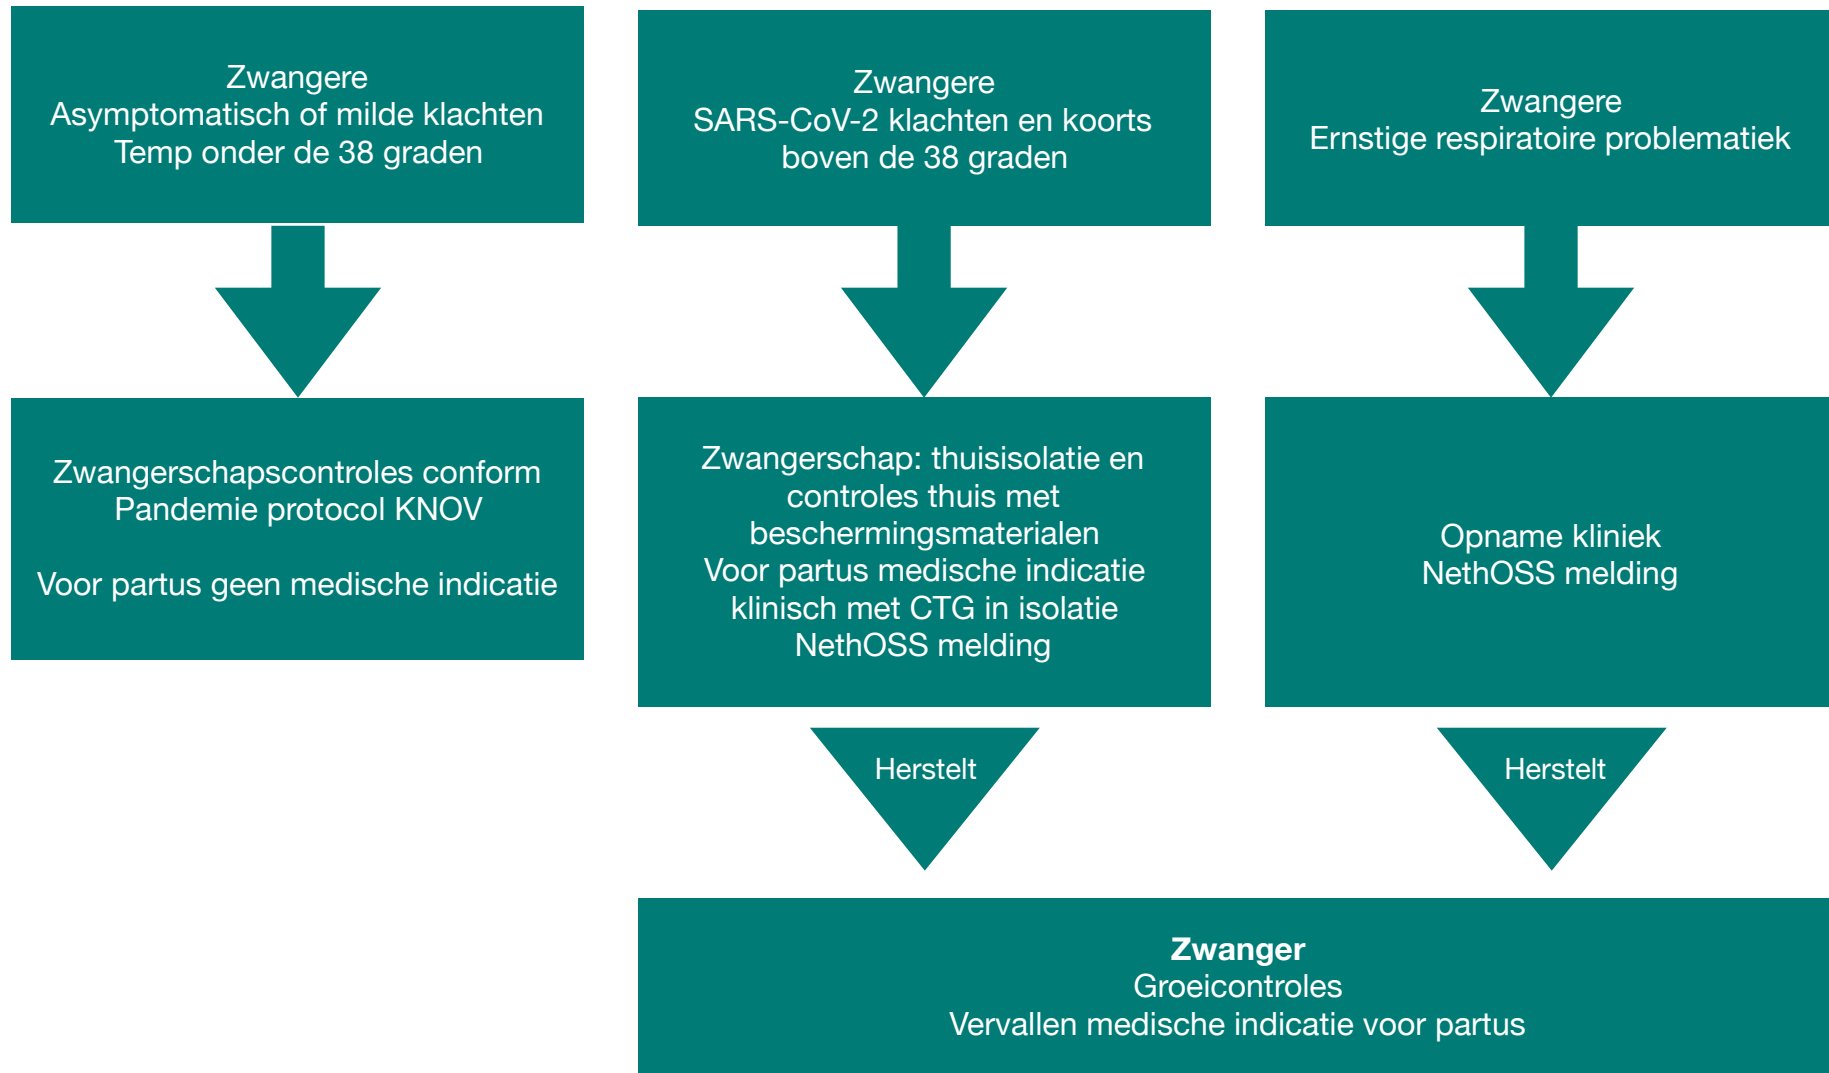 Zwangere
Asymptomatisch of milde klachten
Temp onder de 38 graden
Zwangere
SARS-CoV-2 klachten en koorts
boven de 38 graden
Zwangere
Ernstige respiratoire problematiek
Zwangerschapscontroles conform
Pandemie protocol KNOV
Voor partus geen medische indicatie
Zwangerschap: thuisisolatie en
controles thuis met
beschermingsmaterialen
Voor partus medische indicatie
klinisch met CTG in isolatie
NethOSS melding
Opname kliniek
NethOSS melding
Herstelt
Herstelt
Zwanger
Groeicontroles
Vervallen medische indicatie voor partus